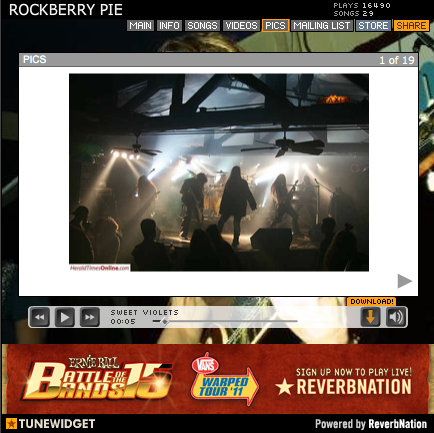 ROCKBERRY PIE
PLAYS 16490
SONGS 29
MAIN INFO SONGS VIDEOS PICS MAILING LIST STORE SHARE
PICS 1 of 19
HeraldTimesOnline.com
DOWNLOAD!
SWEET VIOLETS
00:05
ERNIE BALL
BATTLE OF THE BANDS 15
VANS
WARPED TOUR '11
SIGN UP NOW TO PLAY LIVE!
REVERBNATION
TUNEWIDGET Powered by ReverbNation